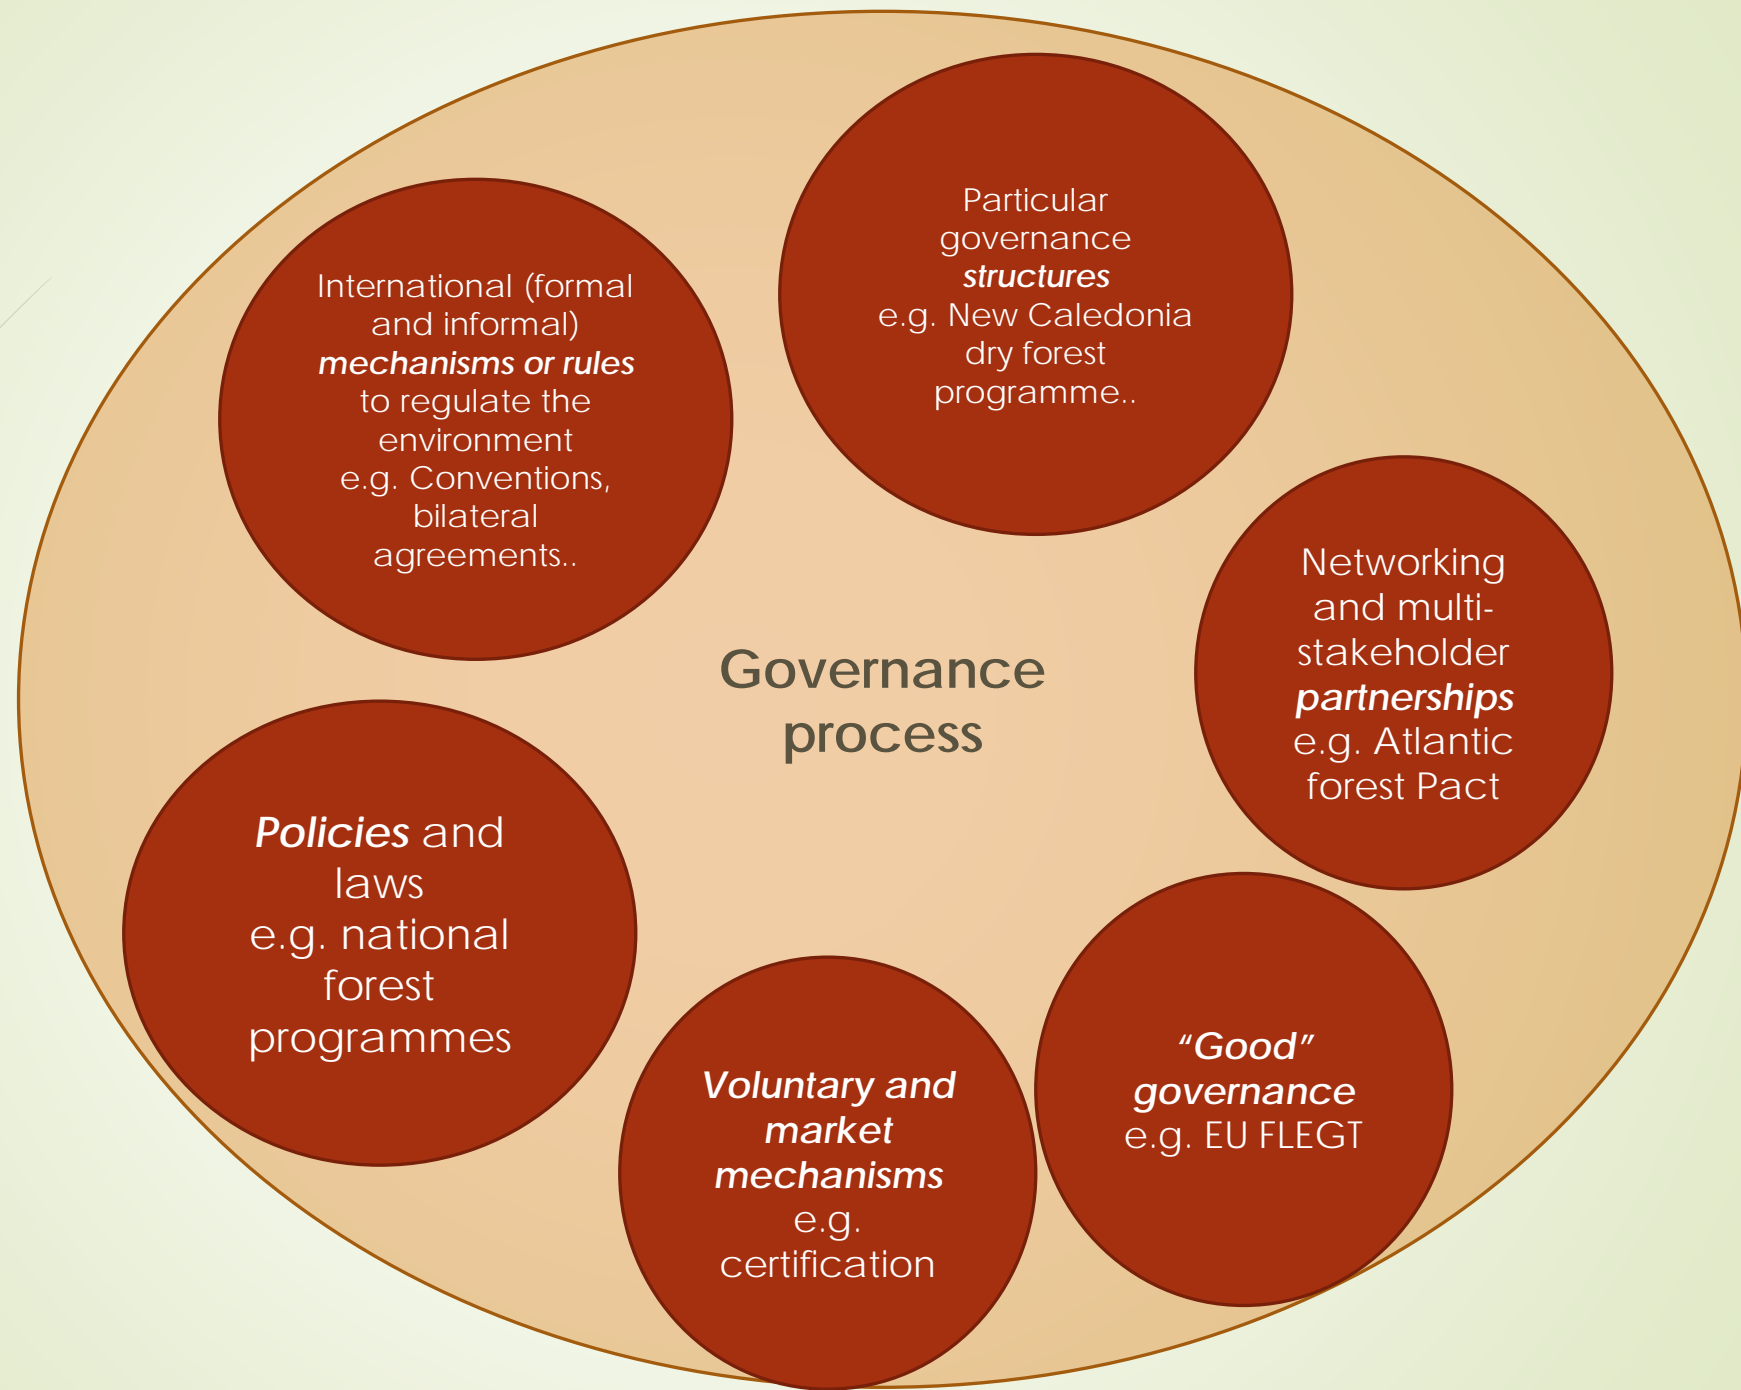 Particular
governance
structures
e.g. New Caledonia
dry forest
programme..
International (formal
and informal)
mechanisms or rules
to regulate the
environment
e.g. Conventions,
bilateral
agreements..
Networking
and multi-
stakeholder
partnerships
e.g. Atlantic
forest Pact
Governance
process
Policies and
laws
e.g. national
forest
programmes
“Good”
governance
e.g. EU FLEGT
Voluntary and
market
mechanisms
e.g.
certification